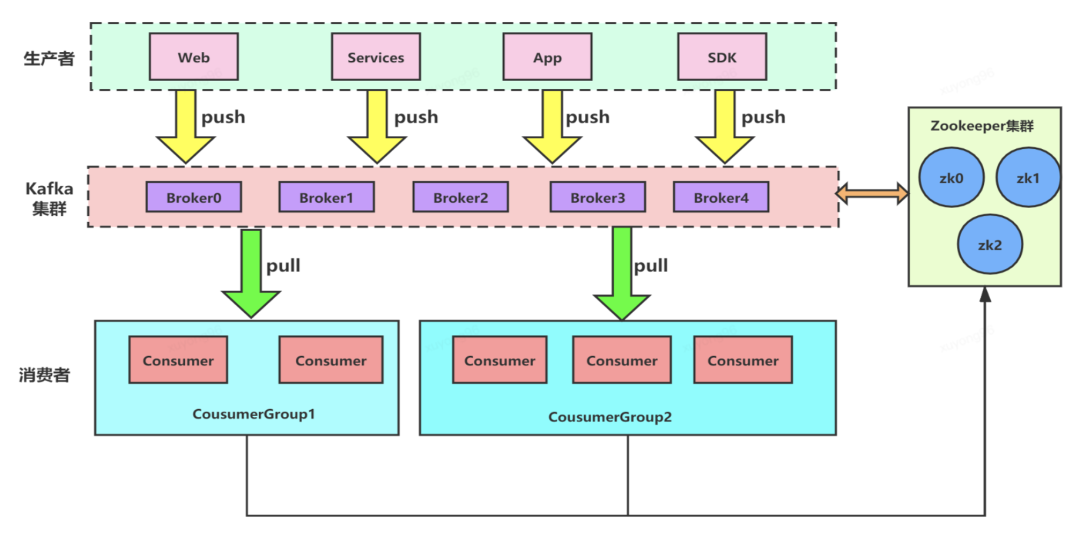 生产者
Web
Services
App
SDK
push
push
push
push
Zookeeper集群
zk0
zk1
zk2
Kafka
集群
Broker0
Broker1
Broker2
Broker3
Broker4
pull
pull
消费者
Consumer
Consumer
CousumerGroup1
Consumer
Consumer
Consumer
CousumerGroup2